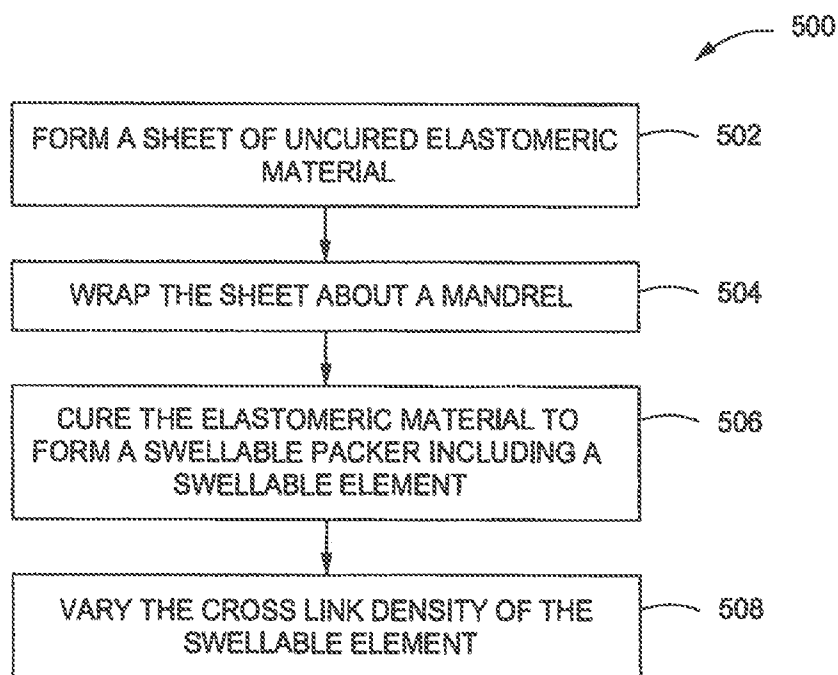 500
FORM A SHEET OF UNCURED ELASTOMERIC
MATERIAL
502
WRAP THE SHEET ABOUT A MANDREL
504
CURE THE ELASTOMERIC MATERIAL TO
FORM A SWELLABLE PACKER INCLUDING A
SWELLABLE ELEMENT
506
VARY THE CROSS LINK DENSITY OF THE
SWELLABLE ELEMENT
508